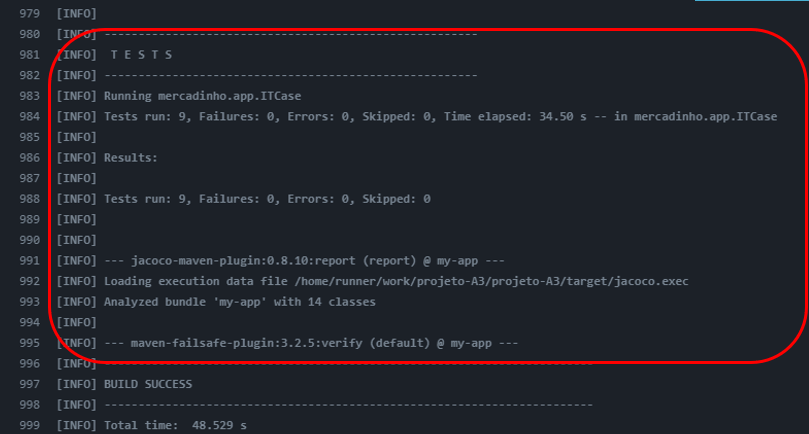 979 [INFO]
980 [INFO] -------------------------------------------------------
981 [INFO]  T E S T S
982 [INFO] -------------------------------------------------------
983 [INFO] Running mercadinho.app.ITCase
984 [INFO] Tests run: 9, Failures: 0, Errors: 0, Skipped: 0, Time elapsed: 34.50 s -- in mercadinho.app.ITCase
985 [INFO]
986 [INFO] Results:
987 [INFO]
988 [INFO] Tests run: 9, Failures: 0, Errors: 0, Skipped: 0
989 [INFO]
990 [INFO]
991 [INFO] --- jacoco-maven-plugin:0.8.10:report (report) @ my-app ---
992 [INFO] Loading execution data file /home/runner/work/projeto-A3/projeto-A3/target/jacoco.exec
993 [INFO] Analyzed bundle 'my-app' with 14 classes
994 [INFO]
995 [INFO] --- maven-failsafe-plugin:3.2.5:verify (default) @ my-app ---
996 [INFO] ------------------------------------------------------------------------
997 [INFO] BUILD SUCCESS
998 [INFO] ------------------------------------------------------------------------
999 [INFO] Total time:  48.529 s